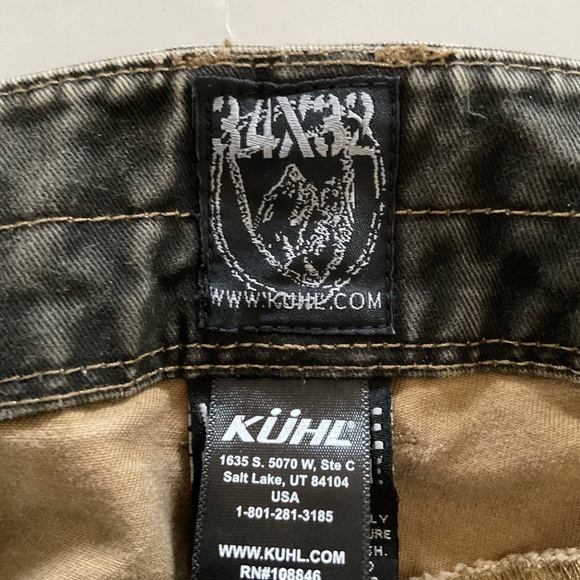 34X32
WWW.KUHL.COM
KÜHL
1635 S. 5070 W, Ste C
Salt Lake, UT 84104
USA
1-801-281-3185
WWW.KUHL.COM
RN#108846